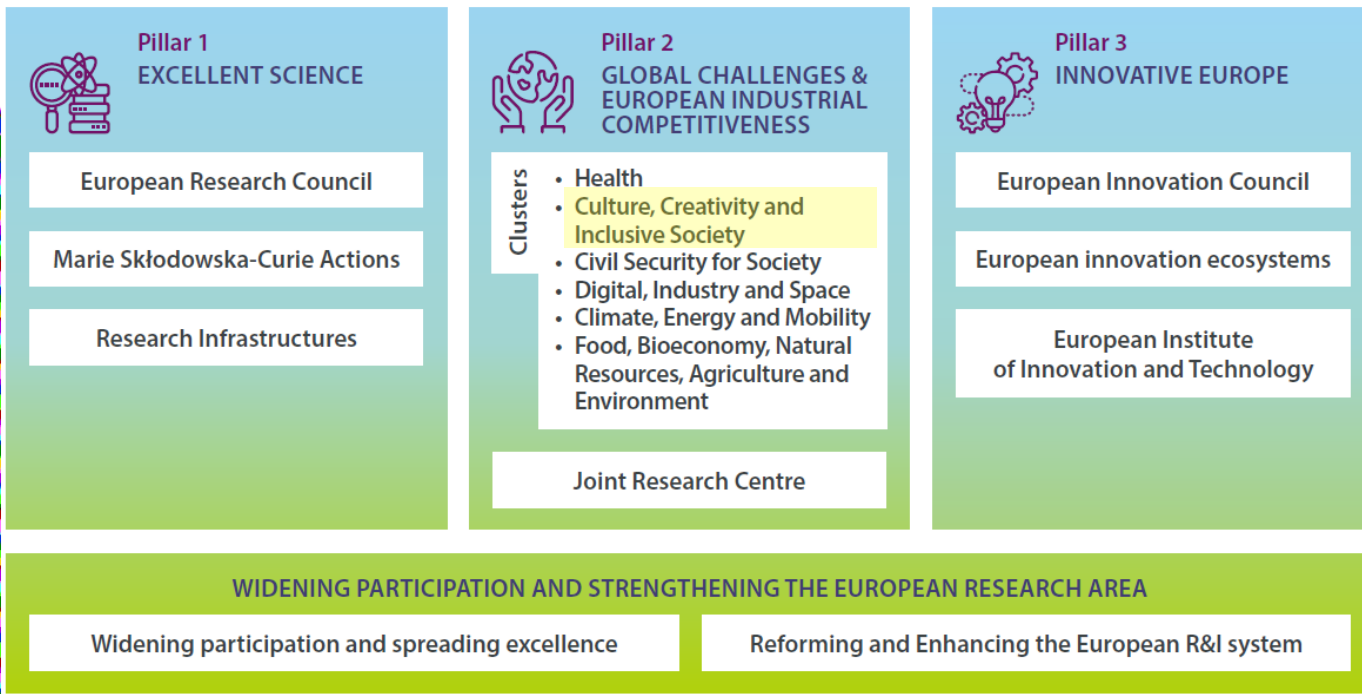 Pillar 1
EXCELLENT SCIENCE
European Research Council
Marie Skłodowska-Curie Actions
Research Infrastructures
Pillar 2
GLOBAL CHALLENGES &
EUROPEAN INDUSTRIAL
COMPETITIVENESS
Clusters
• Health
• Culture, Creativity and
Inclusive Society
• Civil Security for Society
• Digital, Industry and Space
• Climate, Energy and Mobility
• Food, Bioeconomy, Natural
Resources, Agriculture and
Environment
Joint Research Centre
Pillar 3
INNOVATIVE EUROPE
European Innovation Council
European innovation ecosystems
European Institute
of Innovation and Technology
WIDENING PARTICIPATION AND STRENGTHENING THE EUROPEAN RESEARCH AREA
Widening participation and spreading excellence
Reforming and Enhancing the European R&I system